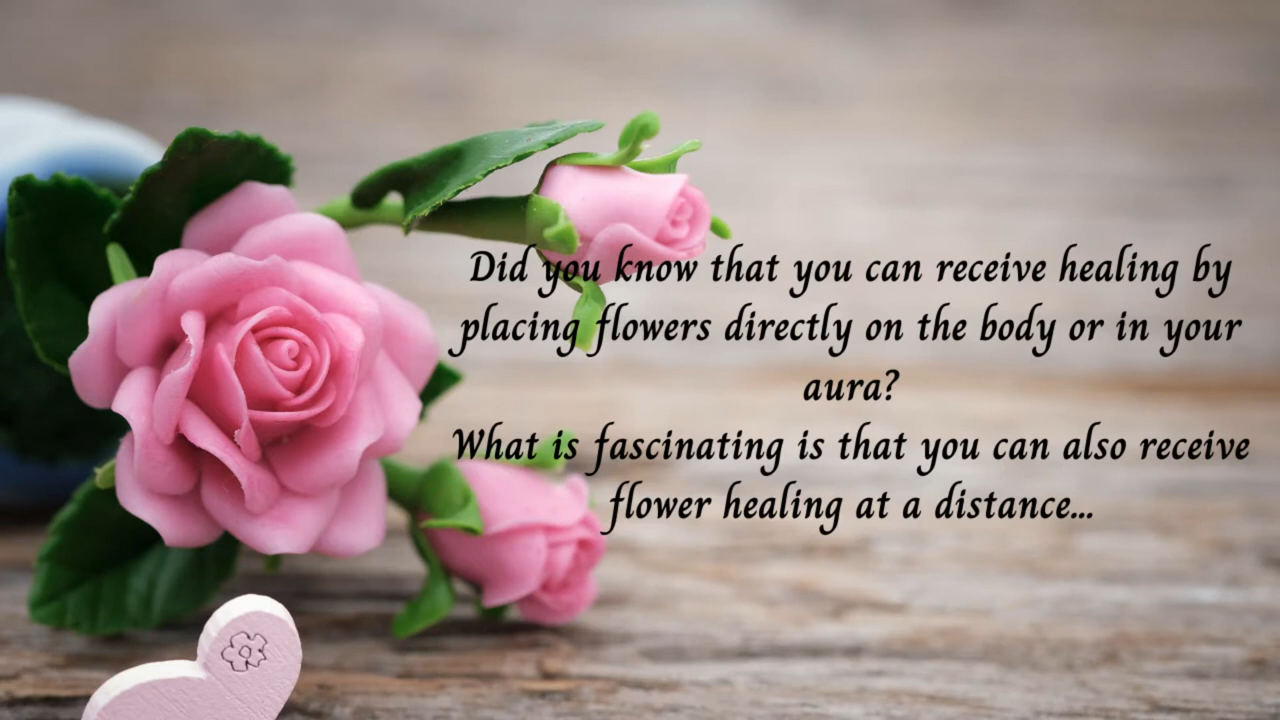 Did you know that you can receive healing by
placing flowers directly on the body or in your
aura?
What is fascinating is that you can also receive
flower healing at a distance...